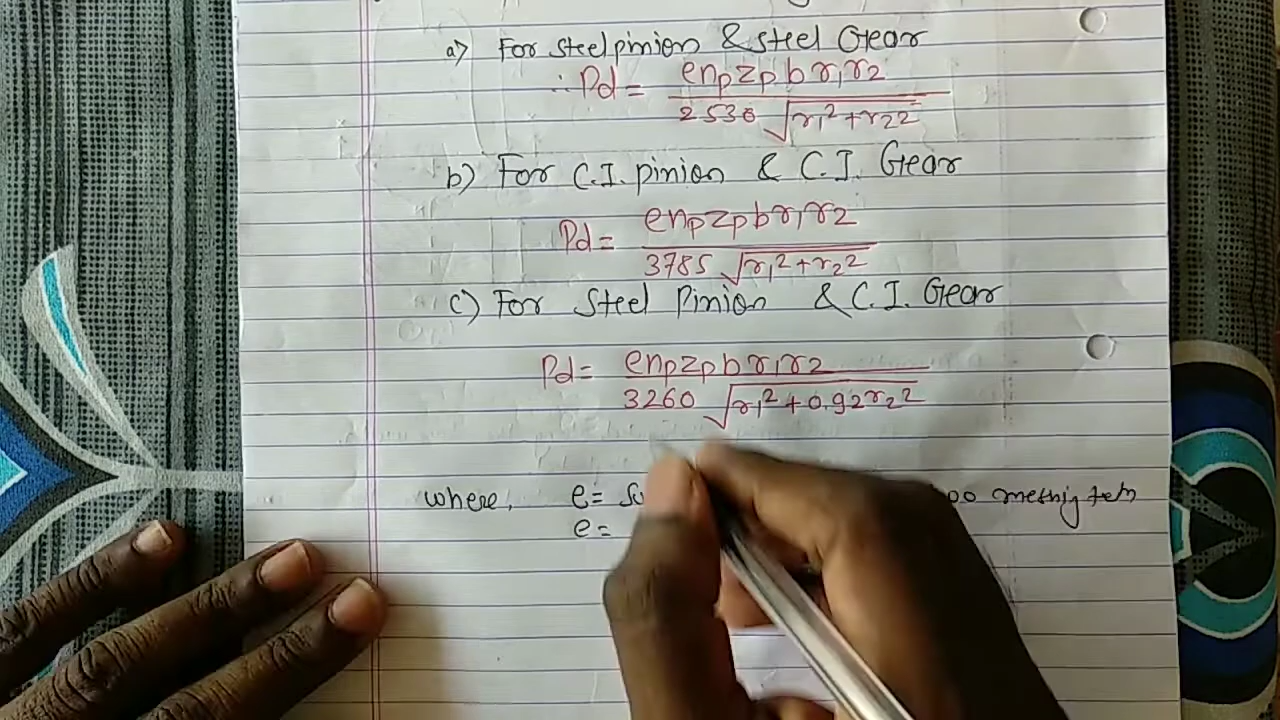 a) For steel pinion & steel Gear
∴ Pd = enpzpbr1r2 / 2530 √r1²+r2²
b) For C.I. pinion & C.I. Gear
Pd = enpzpbr1r2 / 3785 √r1²+r2²
c) For Steel Pinion & C.I. Gear
Pd = enpzpbr1r2 / 3260 √r1²+0.92r2²
where, e=
e=